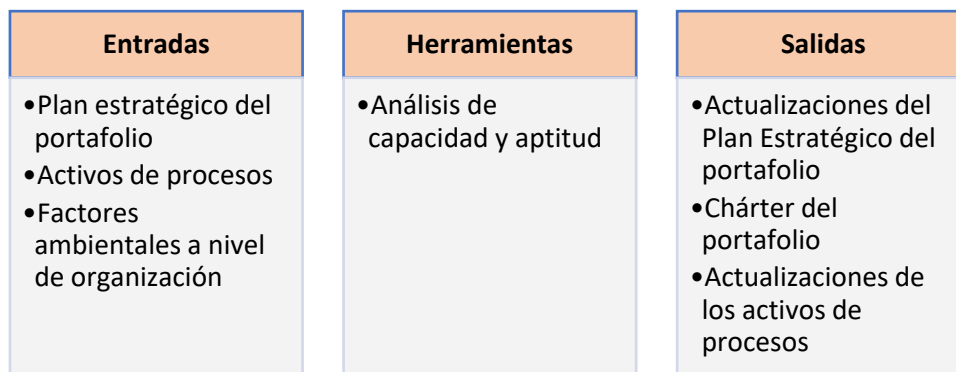 Entradas
•Plan estratégico del
portafolio
•Activos de procesos
•Factores
ambientales a nivel
de organización
Herramientas
•Análisis de
capacidad y aptitud
Salidas
•Actualizaciones del
Plan Estratégico del
portafolio
•Chárter del
portafolio
•Actualizaciones de
los activos de
procesos